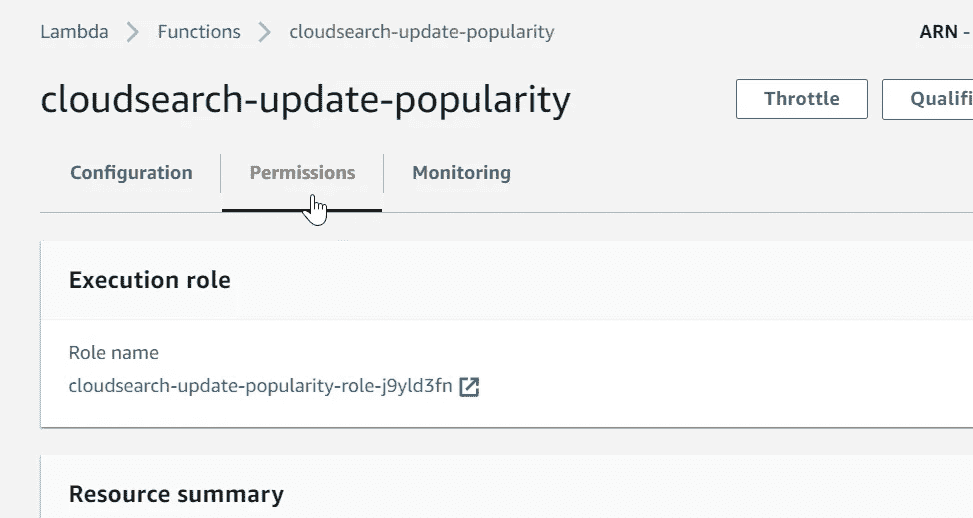 Lambda > Functions > cloudsearch-update-popularity ARN -
cloudsearch-update-popularity Throttle Qualifi
Configuration Permissions Monitoring
Execution role
Role name
cloudsearch-update-popularity-role-j9yld3fn
Resource summary